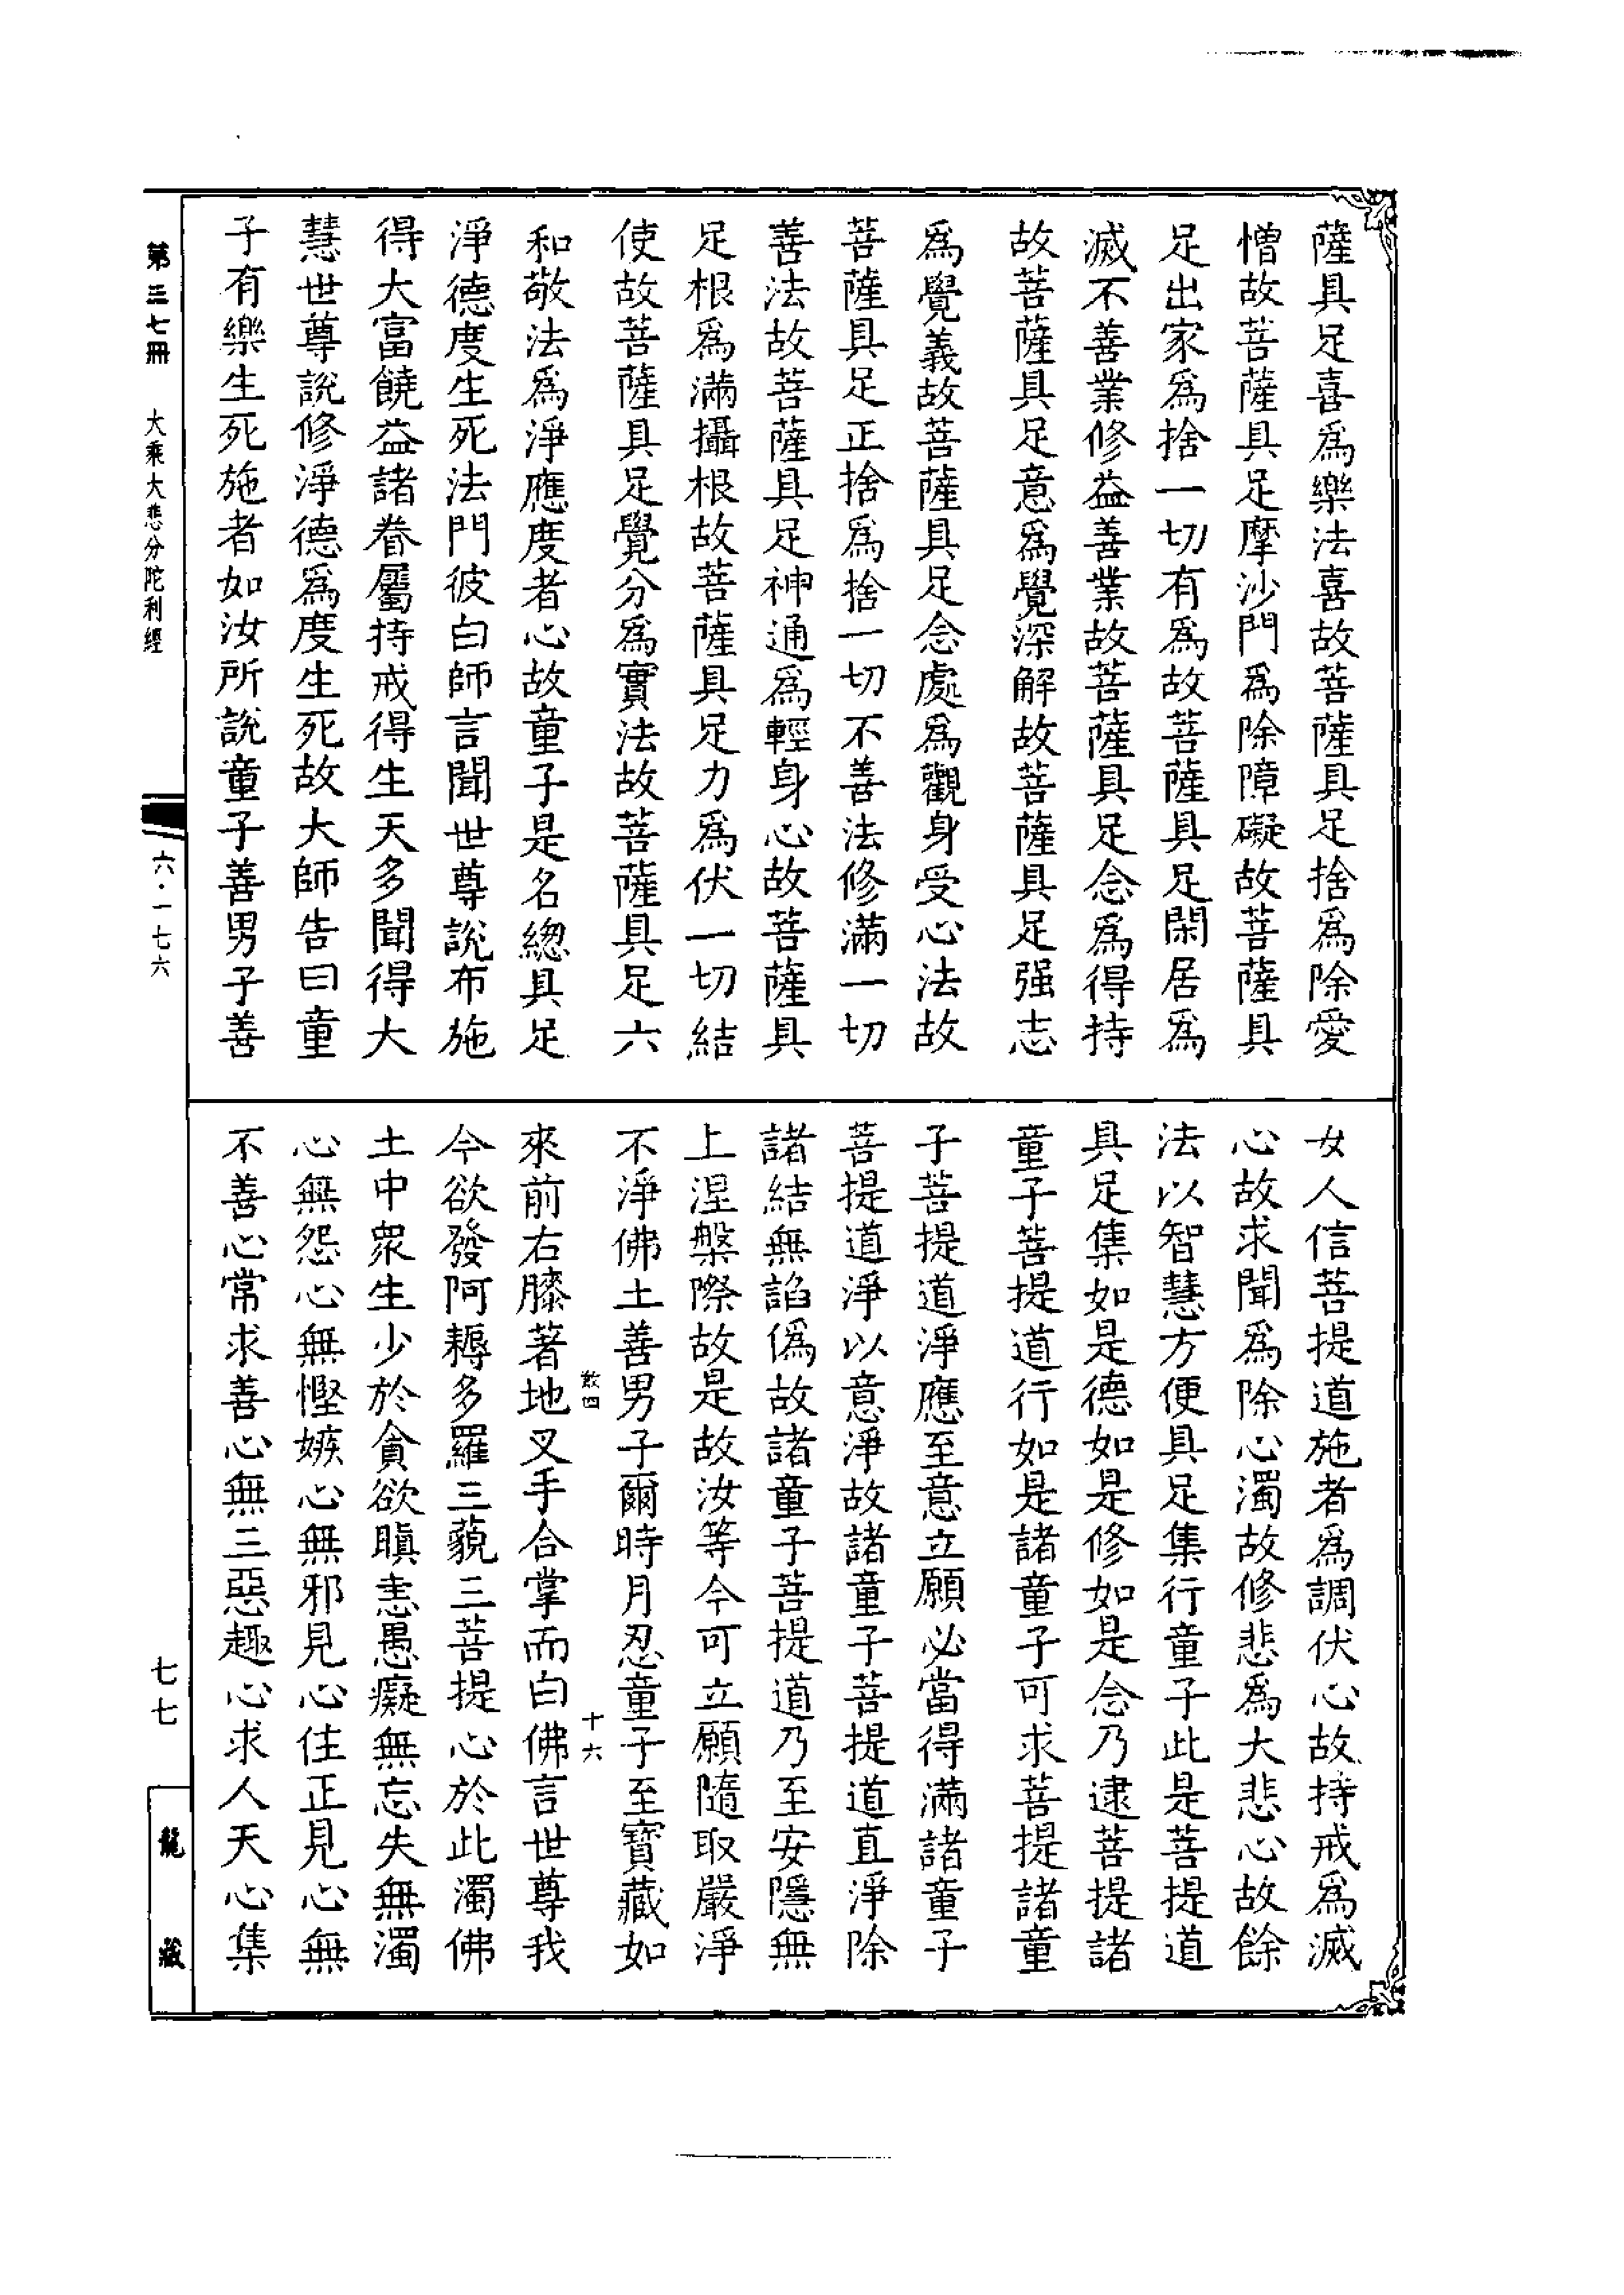 薩具足喜爲樂法喜故菩薩具足捨爲除愛
憎故菩薩具足摩沙門爲除障礙故菩薩具
足出家爲捨一切有爲故菩薩具足閑居爲
滅不善業修益善業故菩薩具足念爲得持
故菩薩具足意爲覺深解故菩薩具足强志
爲覺義故菩薩具足念處爲觀身受心法故
菩薩具足正捨爲捨一切不善法修滿一切
善法故菩薩具足神通爲輕身心故菩薩具
足根爲滿攝根故菩薩具足力爲伏一切結
使故菩薩具足覺分爲實法故菩薩具足六
和敬法爲淨應度者心故童子是名總具足
淨德度生死法門彼白師言聞世尊說布施
得大富饒益諸眷屬持戒得生天多聞得大
慧世尊說修淨德爲度生死故大師告曰童
子有樂生死施者如汝所說童子善男子善
女人信菩提道施者爲調伏心故持戒爲滅
心故求聞爲除心濁故修悲爲大悲心故餘
法以智慧方便具足集行童子此是菩提道
具足集如是德如是修如是念乃逮菩提諸
童子菩提道行如是諸童子可求菩提諸童
子菩提道淨應至意立願必當得滿諸童子
菩提道淨以意淨故諸童子菩提道直淨除
諸結無諂僞故諸童子菩提道乃至安隱無
上涅槃際故是故汝等今可立願隨取嚴淨
不淨佛土善男子爾時月忍童子至寶藏如
敢四 十六
來前右膝著地叉手合掌而白佛言世尊我
今欲發阿耨多羅三藐三菩提心於此濁佛
土中衆生少於貪欲瞋恚愚癡無忘失無濁
心無怨心無慳嫉心無邪見心住正見心無
不善心常求善心無三惡趣心求人天心集
第三七冊 大乘大悲分陀利經
六·一七六
七七
龍藏